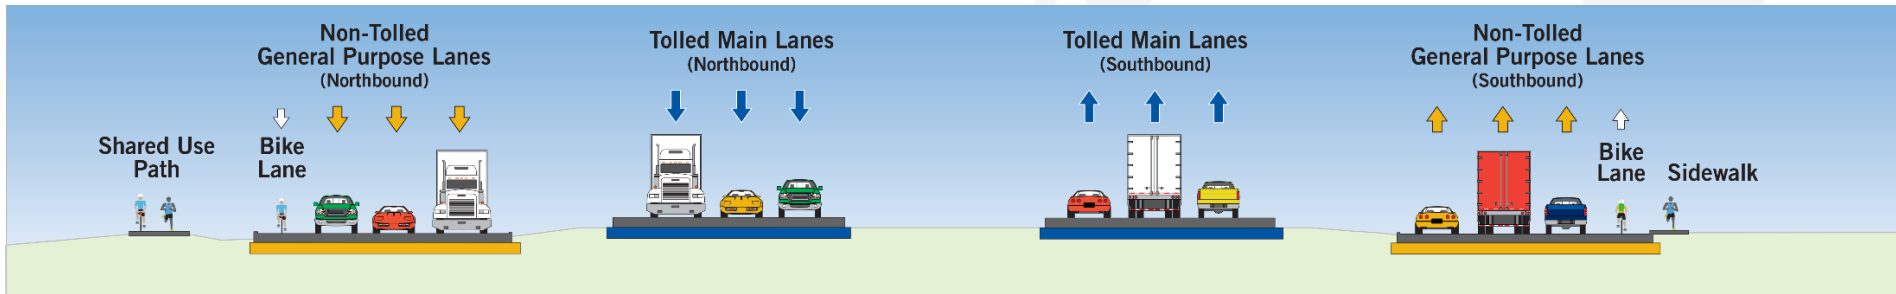 Non-Tolled
General Purpose Lanes
(Northbound)
Tolled Main Lanes
(Northbound)
Tolled Main Lanes
(Southbound)
Non-Tolled
General Purpose Lanes
(Southbound)
Shared Use
Path
Bike
Lane
Bike
Lane
Sidewalk